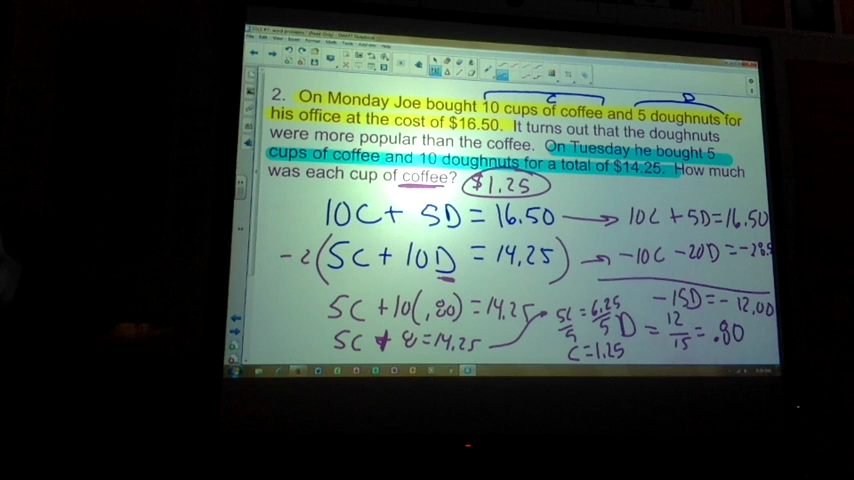 C D
2. On Monday Joe bought 10 cups of coffee and 5 doughnuts for
his office at the cost of $16.50. It turns out that the doughnuts
were more popular than the coffee. On Tuesday he bought 5
cups of coffee and 10 doughnuts for a total of $14.25. How much
was each cup of coffee? $1.25
10C + 5D = 16.50 → 10C + 5D = 16.50
-2(5C + 10D = 14.25) → -10C - 20D = -28.5
5C + 10(.80) = 14.25 5C/5 = 6.25/5 -15D = -12.00
5C + 8 = 14.25 D = 12/15 = .80
C = 1.25